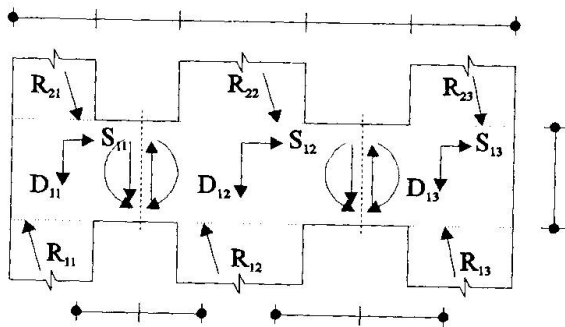 R₂₁ R₂₂ R₂₃
S₁₁ S₁₂ S₁₃
D₁₁ D₁₂ D₁₃
R₁₁ R₁₂ R₁₃